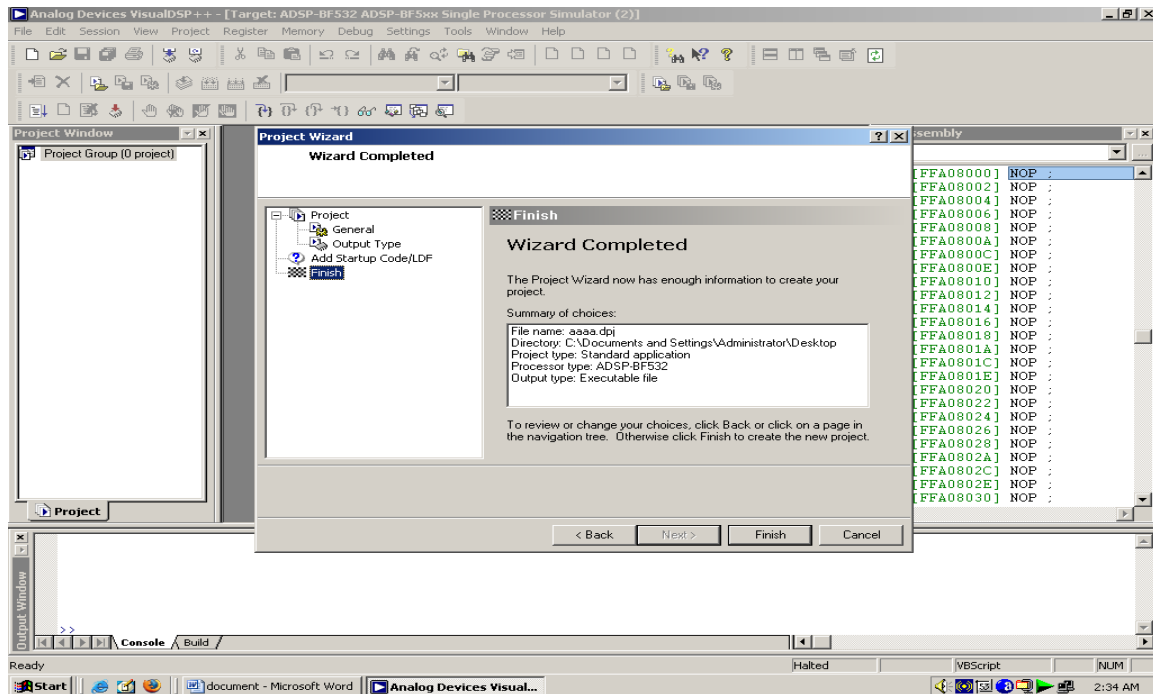 Analog Devices VisualDSP++ - [Target: ADSP-BF532 ADSP-BF5xx Single Processor Simulator (2)]
File Edit Session View Project Register Memory Debug Settings Tools Window Help
Project Window
Project Group (0 project)
Project
Project Wizard
Wizard Completed
Project
General
Output Type
Add Startup Code/LDF
Finish
Finish
Wizard Completed
The Project Wizard now has enough information to create your
project.
Summary of choices:
File name: aaaa.dpj
Directory: C:\Documents and Settings\Administrator\Desktop
Project type: Standard application
Processor type: ADSP-BF532
Output type: Executable file
To review or change your choices, click Back or click on a page in
the navigation tree. Otherwise click Finish to create the new project.
< Back Next > Finish Cancel
sembly
[FFA08000] NOP ;
[FFA08002] NOP ;
[FFA08004] NOP ;
[FFA08006] NOP ;
[FFA08008] NOP ;
[FFA0800A] NOP ;
[FFA0800C] NOP ;
[FFA0800E] NOP ;
[FFA08010] NOP ;
[FFA08012] NOP ;
[FFA08014] NOP ;
[FFA08016] NOP ;
[FFA08018] NOP ;
[FFA0801A] NOP ;
[FFA0801C] NOP ;
[FFA0801E] NOP ;
[FFA08020] NOP ;
[FFA08022] NOP ;
[FFA08024] NOP ;
[FFA08026] NOP ;
[FFA08028] NOP ;
[FFA0802A] NOP ;
[FFA0802C] NOP ;
[FFA0802E] NOP ;
[FFA08030] NOP ;
Output Window
>>
Console Build
Ready Halted VBScript NUM
Start document - Microsoft Word Analog Devices Visual... 2:34 AM